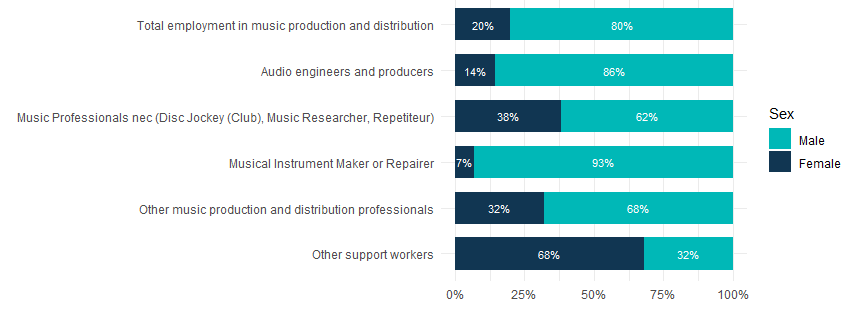 Total employment in music production and distribution 20% 80%
Audio engineers and producers 14% 86%
Music Professionals nec (Disc Jockey (Club), Music Researcher, Repetiteur) 38% 62%
Musical Instrument Maker or Repairer 7% 93%
Other music production and distribution professionals 32% 68%
Other support workers 68% 32%
0% 25% 50% 75% 100%
Sex
Male
Female